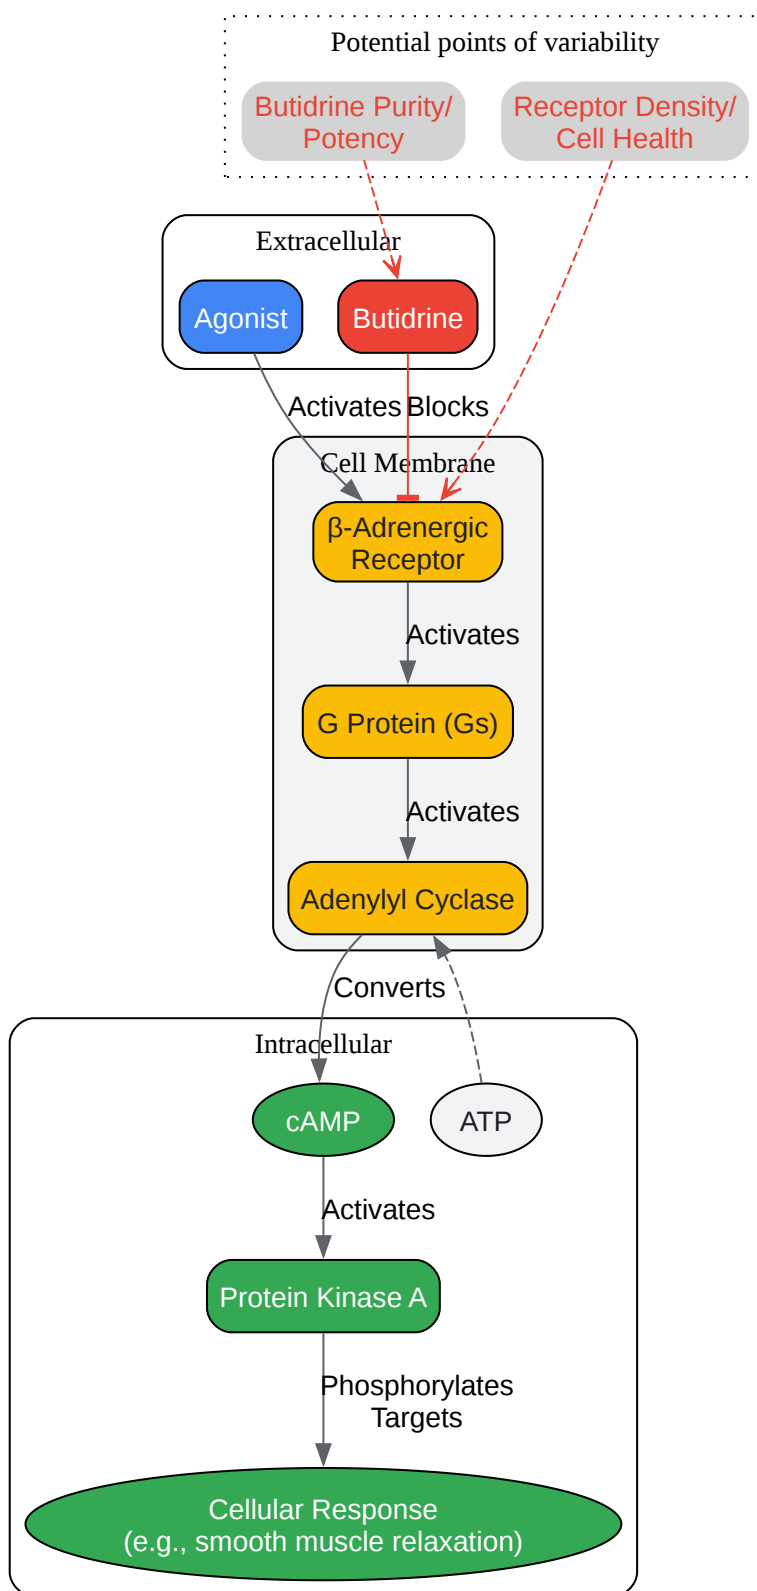 Potential points of variability
Butidrine Purity/
Potency
Receptor Density/
Cell Health
Extracellular
Agonist
Butidrine
Activates
Blocks
Cell Membrane
β-Adrenergic
Receptor
Activates
G Protein (Gs)
Activates
Adenylyl Cyclase
Converts
Intracellular
cAMP
ATP
Activates
Protein Kinase A
Phosphorylates
Targets
Cellular Response
(e.g., smooth muscle relaxation)